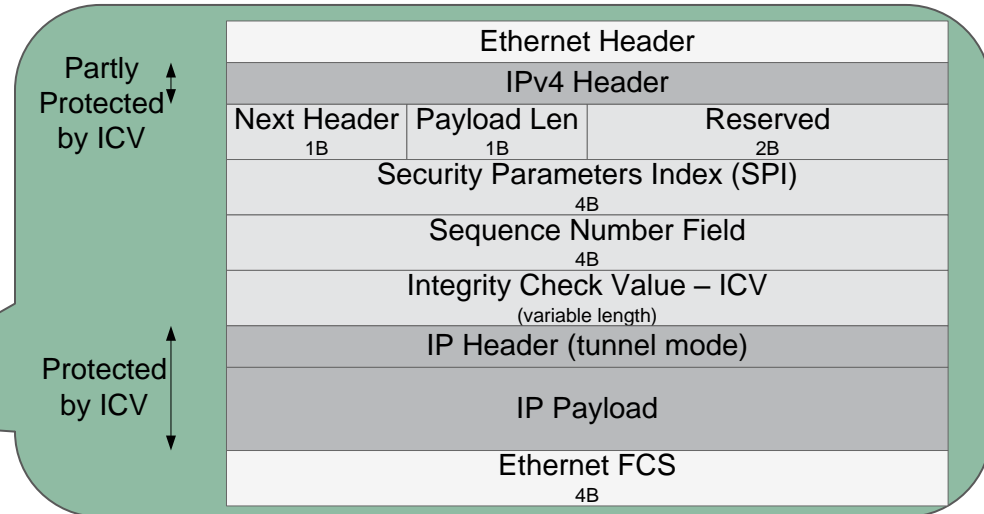 Ethernet Header
Partly
Protected
by ICV
IPv4 Header
Next Header Payload Len Reserved
1B 1B 2B
Security Parameters Index (SPI)
4B
Sequence Number Field
4B
Integrity Check Value – ICV
(variable length)
IP Header (tunnel mode)
Protected
by ICV
IP Payload
Ethernet FCS
4B